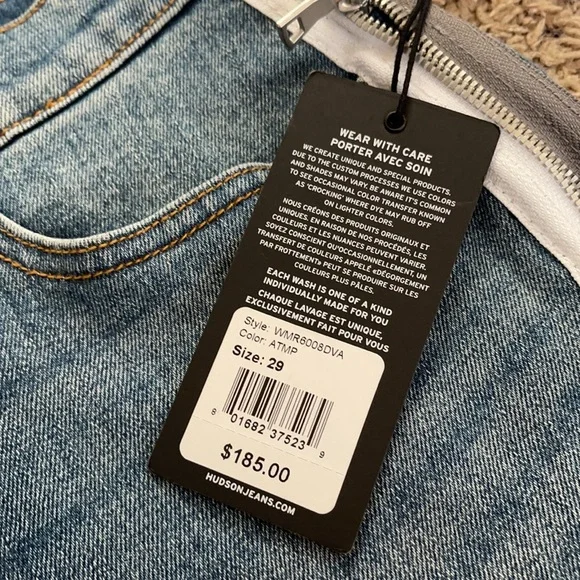 WEAR WITH CARE
PORTER AVEC SOIN
WE CREATE UNIQUE AND SPECIAL PRODUCTS,
DUE TO THE CUSTOM PROCESSES WE USE COLORS
AND SHADES MAY VARY. BE AWARE IT'S COMMON
TO SEE OCCASIONAL COLOR TRANSFER KNOWN
AS 'CROCKING' WHERE DYE MAY RUB OFF
ON LIGHTER COLORS.
NOUS CRÉONS DES PRODUITS ORIGINAUX ET
UNIQUES. EN RAISON DE NOS PROCÉDÉS, LES
COULEURS ET LES NUANCES PEUVENT VARIER.
SOYEZ CONSCIENT QU'OCCASIONNELLEMENT, UN
TRANSFERT DE COULEURS APPELÉ «DÉGORGEMENT
PAR FROTTEMENT» PEUT SE PRODUIRE SUR LES
COULEURS PLUS PÂLES.
EACH WASH IS ONE OF A KIND
INDIVIDUALLY MADE FOR YOU
CHAQUE LAVAGE EST UNIQUE,
EXCLUSIVEMENT FAIT POUR VOUS
Style: WMR6008DVA
Color: ATMP
Size: 29
8 01682 37523 9
$185.00
HUDSONJEANS.COM